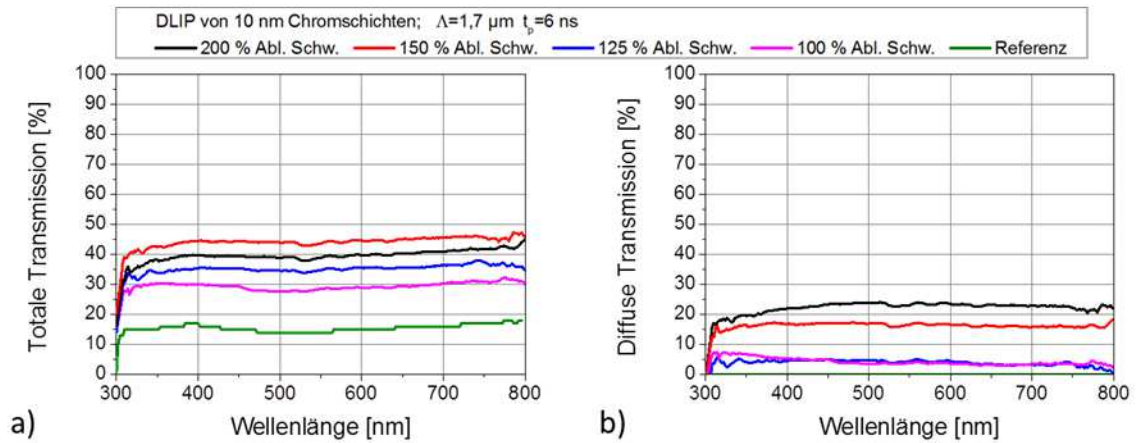 DLIP von 10 nm Chromschichten; Λ=1,7 µm tp=6 ns
200 % Abl. Schw. 150 % Abl. Schw. 125 % Abl. Schw. 100 % Abl. Schw. Referenz
Totale Transmission [%]
100
90
80
70
60
50
40
30
20
10
0
300 400 500 600 700 800
Wellenlänge [nm]
a)
Diffuse Transmission [%]
100
90
80
70
60
50
40
30
20
10
0
300 400 500 600 700 800
Wellenlänge [nm]
b)